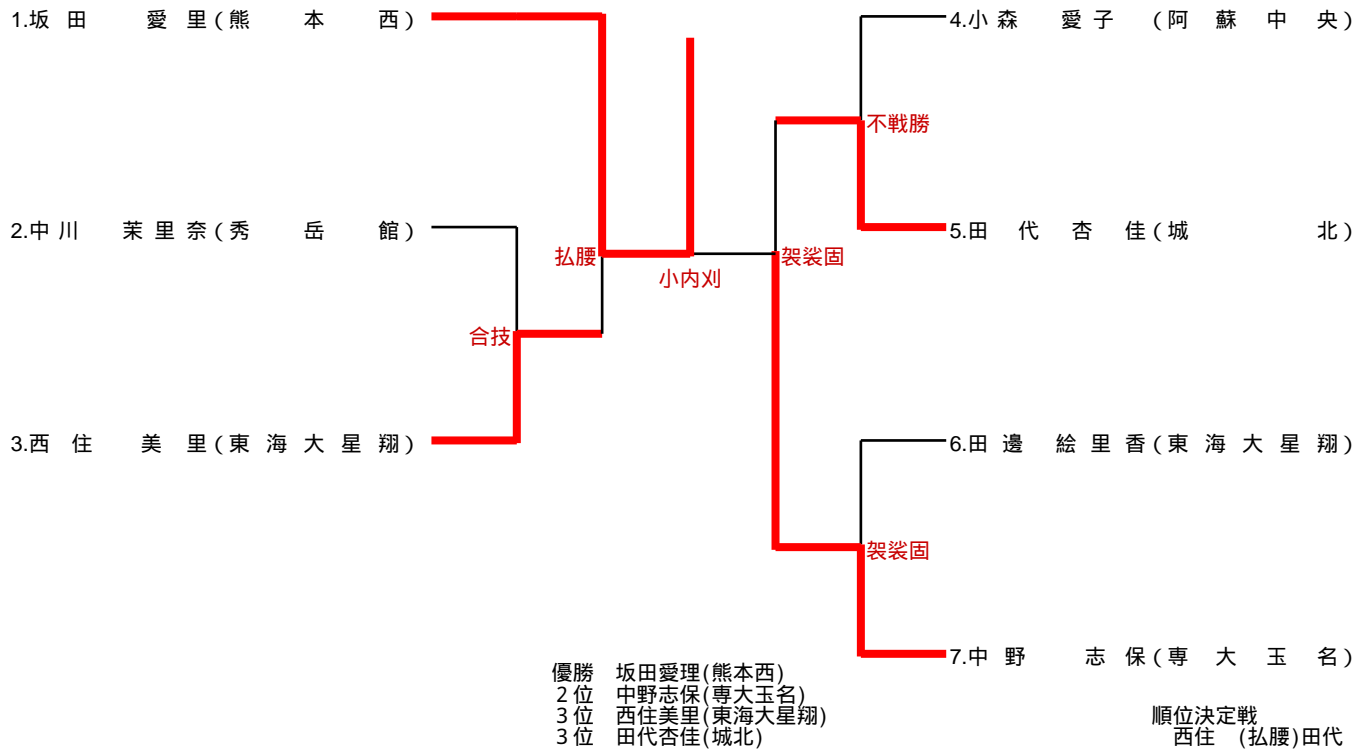 1.坂田 愛里(熊本西)
4.小森 愛子 (阿蘇中央)
不戦勝
2.中川 茉里奈(秀岳館)
5.田代杏佳(城北)
払腰
袈裟固
小内刈
合技
3.西住 美里(東海大星翔)
6.田邊 絵里香(東海大星翔)
袈裟固
7.中野 志保(専大玉名)
優勝 坂田愛理(熊本西)
2位 中野志保(専大玉名)
3位 西住美里(東海大星翔)
3位 田代杏佳(城北)
順位決定戦
西住 (払腰)田代